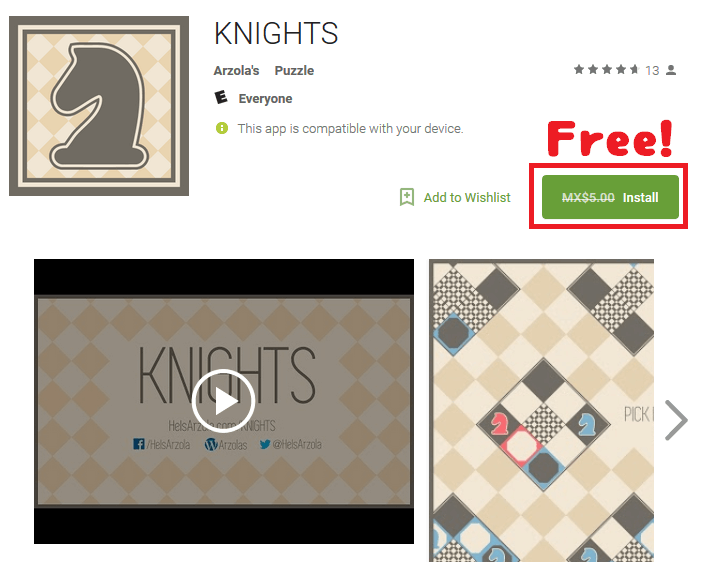 KNIGHTS
Arzola's Puzzle
13
E Everyone
This app is compatible with your device.
Free!
Add to Wishlist
MX$5.00 Install
KNIGHTS
HelsArzola.com/KNIGHTS
/HelsArzola Arzolas @HelsArzola
PICK